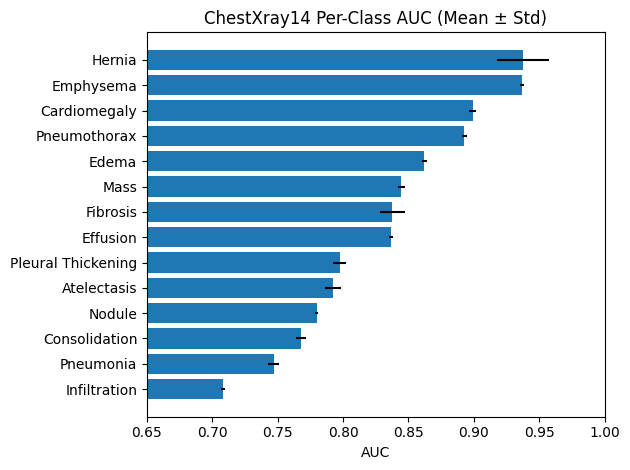 ChestXray14 Per-Class AUC (Mean ± Std)
Hernia
Emphysema
Cardiomegaly
Pneumothorax
Edema
Mass
Fibrosis
Effusion
Pleural Thickening
Atelectasis
Nodule
Consolidation
Pneumonia
Infiltration
0.65 0.70 0.75 0.80 0.85 0.90 0.95 1.00
AUC